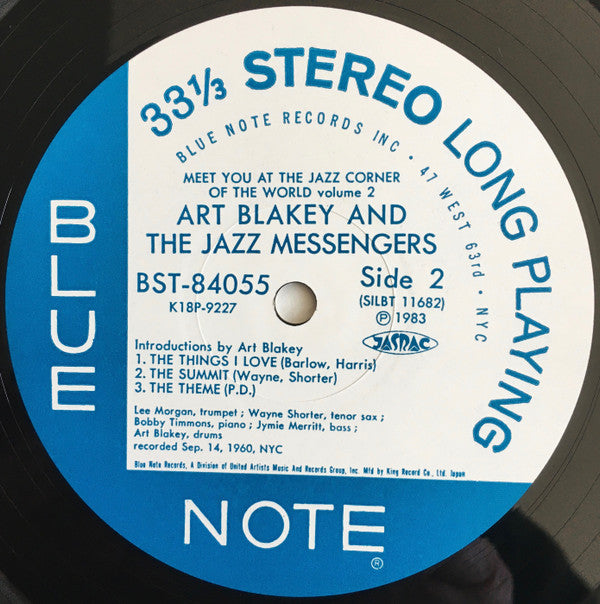 33⅓ STEREO LONG PLAYING
BLUE NOTE RECORDS INC • 47 WEST 63rd • NYC
MEET YOU AT THE JAZZ CORNER
OF THE WORLD volume 2
ART BLAKEY AND
THE JAZZ MESSENGERS
BST-84055
K18P-9227
Side 2
(SILBT 11682)
Ⓟ 1983
JASRAC
Introductions by Art Blakey
1. THE THINGS I LOVE (Barlow, Harris)
2. THE SUMMIT (Wayne, Shorter)
3. THE THEME (P.D.)
Lee Morgan, trumpet ; Wayne Shorter, tenor sax ;
Bobby Timmons, piano ; Jymie Merritt, bass ;
Art Blakey, drums
recorded Sep. 14, 1960, NYC
Blue Note Records, A Division of United Artists Music And Records Group, Inc. Mfd by King Record Co., Ltd. Japan
BLUE
NOTE®